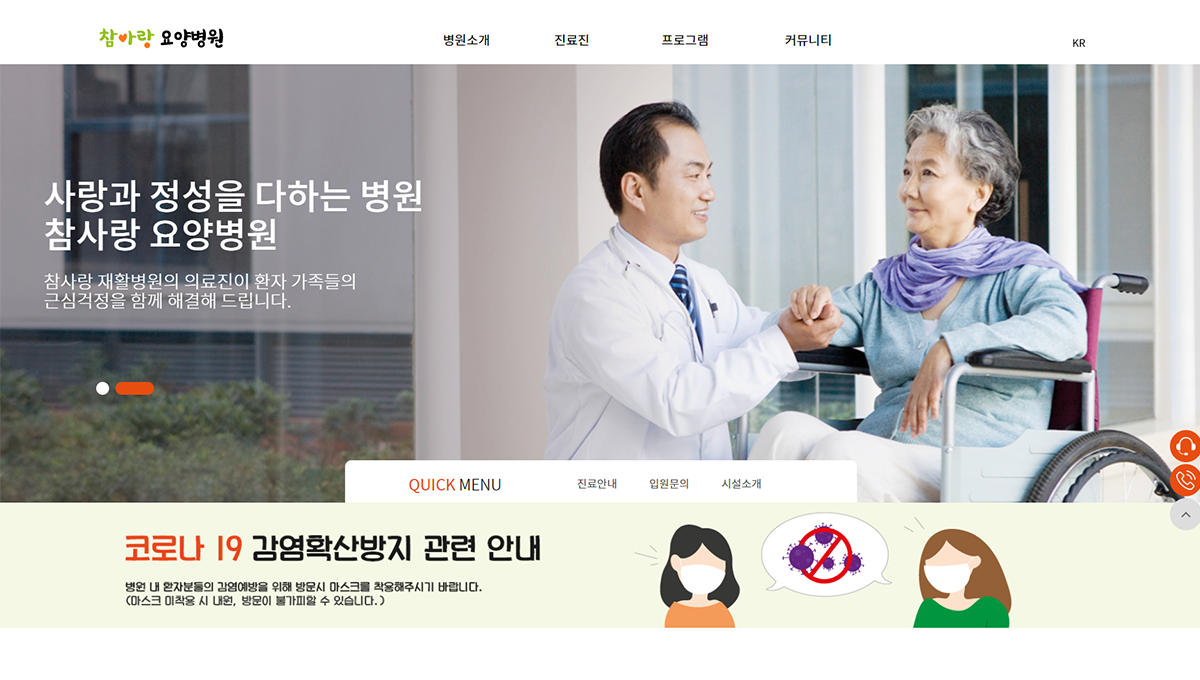 참사랑 요양병원
병원소개
진료진
프로그램
커뮤니티
KR
사랑과 정성을 다하는 병원
참사랑 요양병원
참사랑 재활병원의 의료진이 환자 가족들의
근심걱정을 함께 해결해 드립니다.
QUICK MENU
진료안내
입원문의
시설소개
코로나 19 감염확산방지 관련 안내
병원 내 환자분들의 감염예방을 위해 방문시 마스크를 착용해주시기 바랍니다.
(마스크 미착용 시 내원, 방문이 불가피할 수 있습니다.)